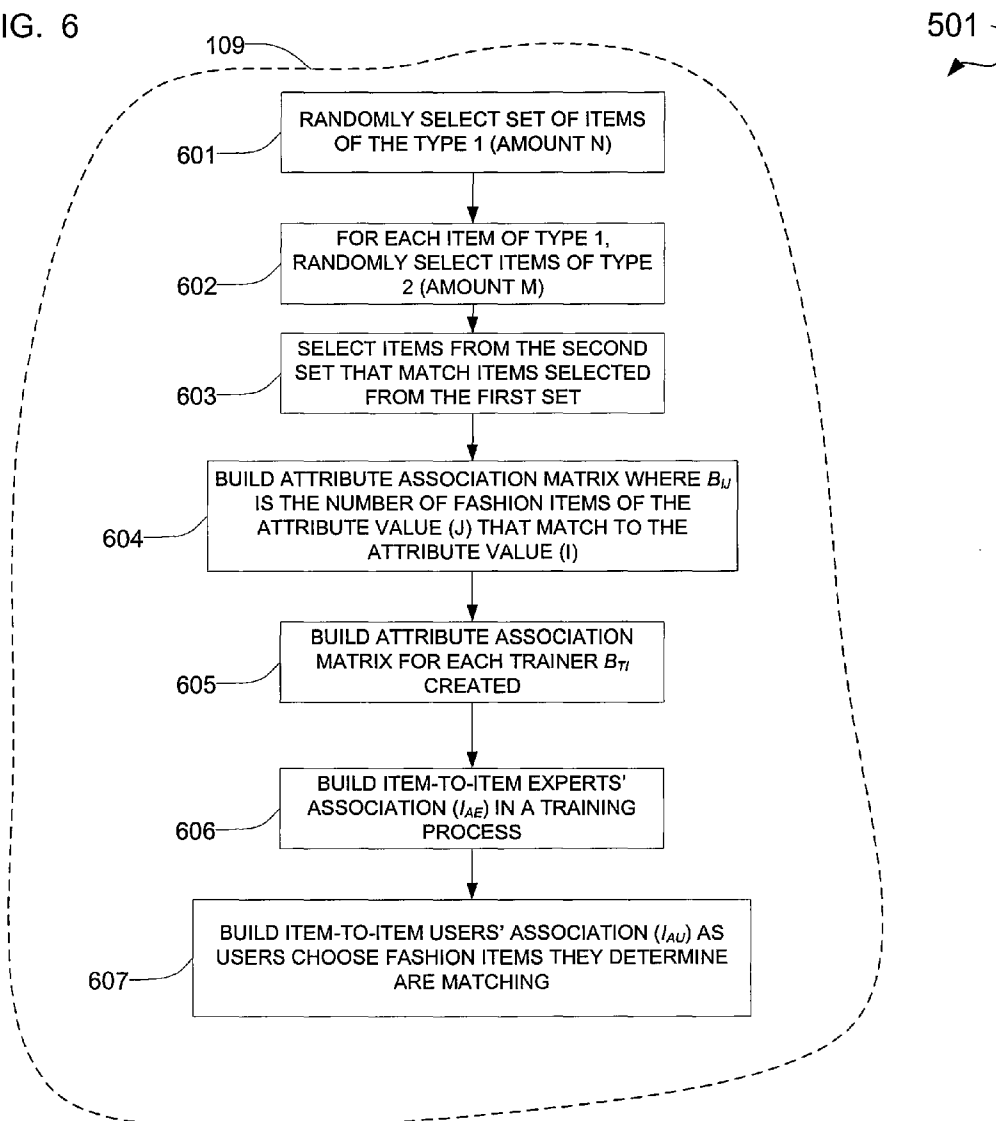 IG. 6
501
109
RANDOMLY SELECT SET OF ITEMS
OF THE TYPE 1 (AMOUNT N)
601
FOR EACH ITEM OF TYPE 1,
RANDOMLY SELECT ITEMS OF TYPE
2 (AMOUNT M)
602
SELECT ITEMS FROM THE SECOND
SET THAT MATCH ITEMS SELECTED
FROM THE FIRST SET
603
BUILD ATTRIBUTE ASSOCIATION MATRIX WHERE BIJ
IS THE NUMBER OF FASHION ITEMS OF THE
ATTRIBUTE VALUE (J) THAT MATCH TO THE
ATTRIBUTE VALUE (I)
604
BUILD ATTRIBUTE ASSOCIATION
MATRIX FOR EACH TRAINER BTI
CREATED
605
BUILD ITEM-TO-ITEM EXPERTS'
ASSOCIATION (IAE) IN A TRAINING
PROCESS
606
BUILD ITEM-TO-ITEM USERS' ASSOCIATION (IAU) AS
USERS CHOOSE FASHION ITEMS THEY DETERMINE
ARE MATCHING
607